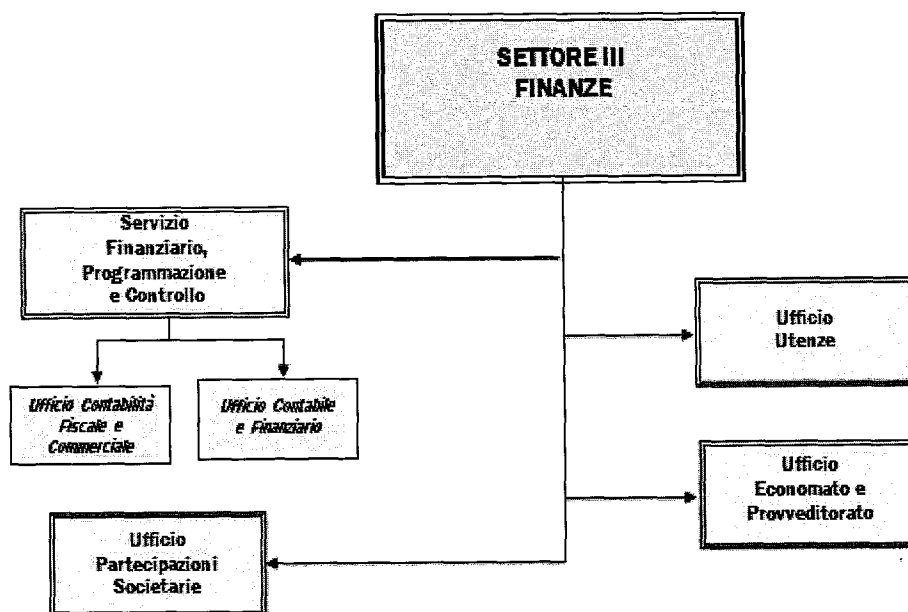 SETTORE III
FINANZE
Servizio
Finanziario,
Programmazione
e Controllo
Ufficio
Utenze
Ufficio Contabilità
Fiscale e
Commerciale
Ufficio Contabile
e Finanziario
Ufficio
Economato e
Provveditorato
Ufficio
Partecipazioni
Societarie